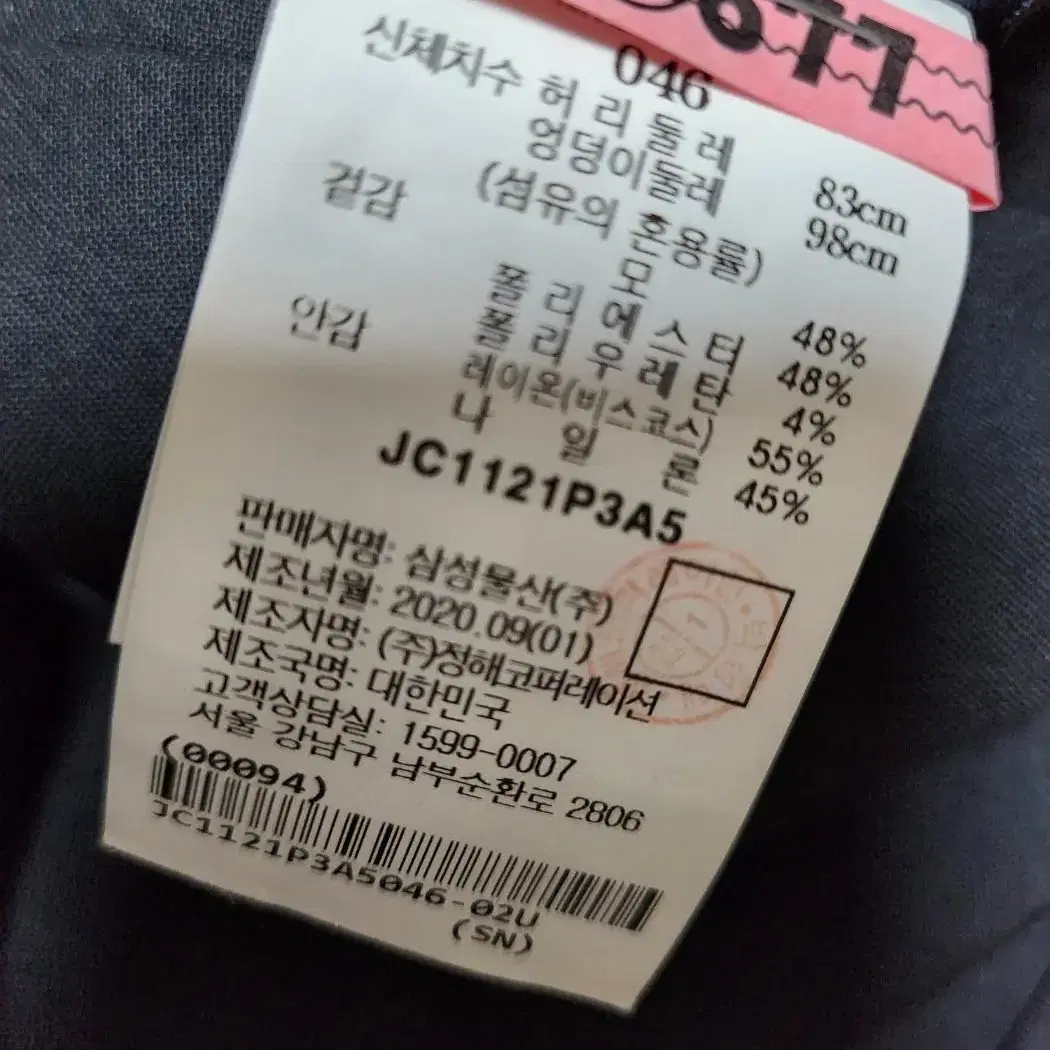 046
신체치수 허 리 둘 레 83cm
엉덩이둘레 98cm
(섬유의 혼용률)
겉감 모 48%
폴 리 에 스 터 48%
폴 리 우 레 탄 4%
안감 레이온(비스코스) 55%
나 일 론 45%
JC1121P3A5
판매자명: 삼성물산(주)
제조년월: 2020.09(01)
제조자명: (주)정해코퍼레이션
제조국명: 대한민국
고객상담실: 1599-0007
서울 강남구 남부순환로 2806
(00094)
JC1121P3A5046-02U
(SN)